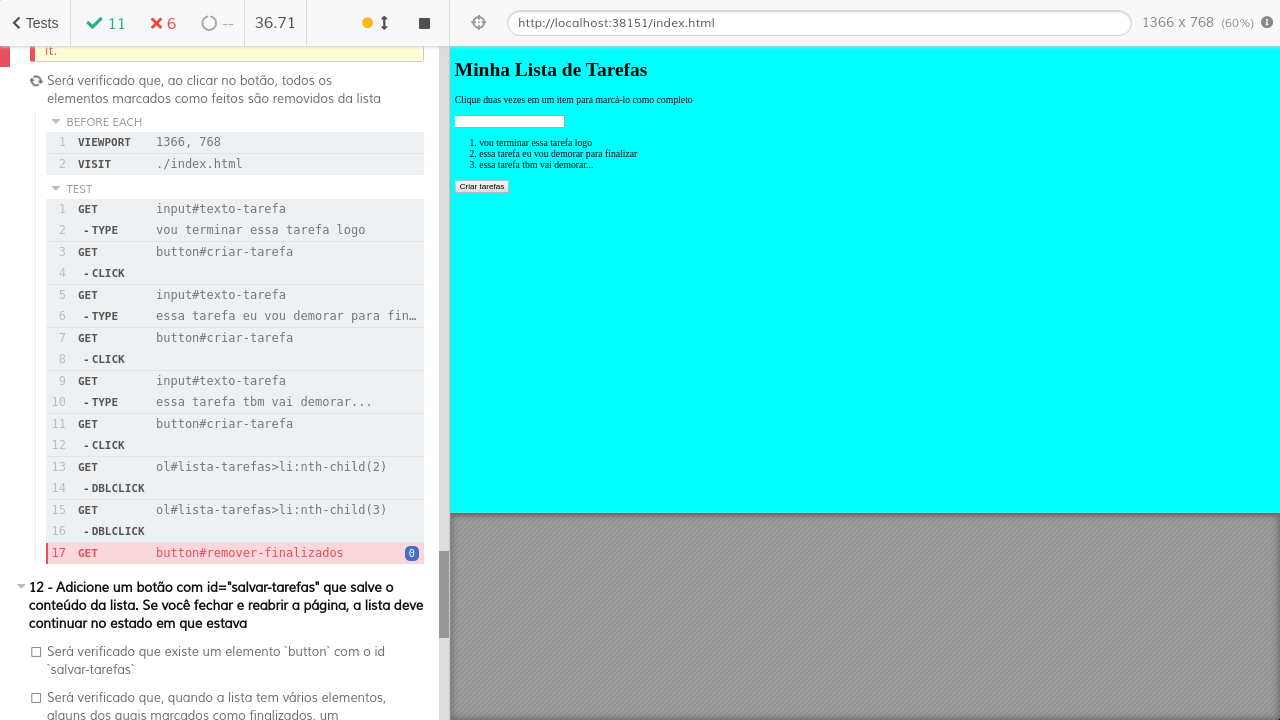 Tests
11
6
--
36.71
http://localhost:38151/index.html
1366 x 768 (60%)
it.
Será verificado que, ao clicar no botão, todos os
elementos marcados como feitos são removidos da lista
BEFORE EACH
1 VIEWPORT 1366, 768
2 VISIT ./index.html
TEST
1 GET input#texto-tarefa
2 -TYPE vou terminar essa tarefa logo
3 GET button#criar-tarefa
4 -CLICK
5 GET input#texto-tarefa
6 -TYPE essa tarefa eu vou demorar para fin…
7 GET button#criar-tarefa
8 -CLICK
9 GET input#texto-tarefa
10 -TYPE essa tarefa tbm vai demorar...
11 GET button#criar-tarefa
12 -CLICK
13 GET ol#lista-tarefas>li:nth-child(2)
14 -DBLCLICK
15 GET ol#lista-tarefas>li:nth-child(3)
16 -DBLCLICK
17 GET button#remover-finalizados 0
12 - Adicione um botão com id="salvar-tarefas" que salve o
conteúdo da lista. Se você fechar e reabrir a página, a lista deve
continuar no estado em que estava
Será verificado que existe um elemento `button` com o id
`salvar-tarefas`
Será verificado que, quando a lista tem vários elementos,
alguns dos quais marcados como finalizados, um
Minha Lista de Tarefas
Clique duas vezes em um item para marcá-lo como completo
1. vou terminar essa tarefa logo
2. essa tarefa eu vou demorar para finalizar
3. essa tarefa tbm vai demorar...
Criar tarefas